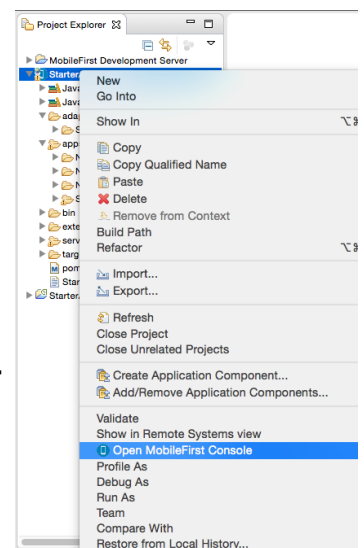 Project Explorer
MobileFirst Development Server
Starter
Java
Java
adap
S
apps
N
N
N
S
bin
exte
serv
targ
pom
Star
Starter
New
Go Into
Show In
Copy
Copy Qualified Name
Paste
Delete
Remove from Context
Build Path
Refactor
Import...
Export...
Refresh
Close Project
Close Unrelated Projects
Create Application Component...
Add/Remove Application Components...
Validate
Show in Remote Systems view
Open MobileFirst Console
Profile As
Debug As
Run As
Team
Compare With
Restore from Local History...